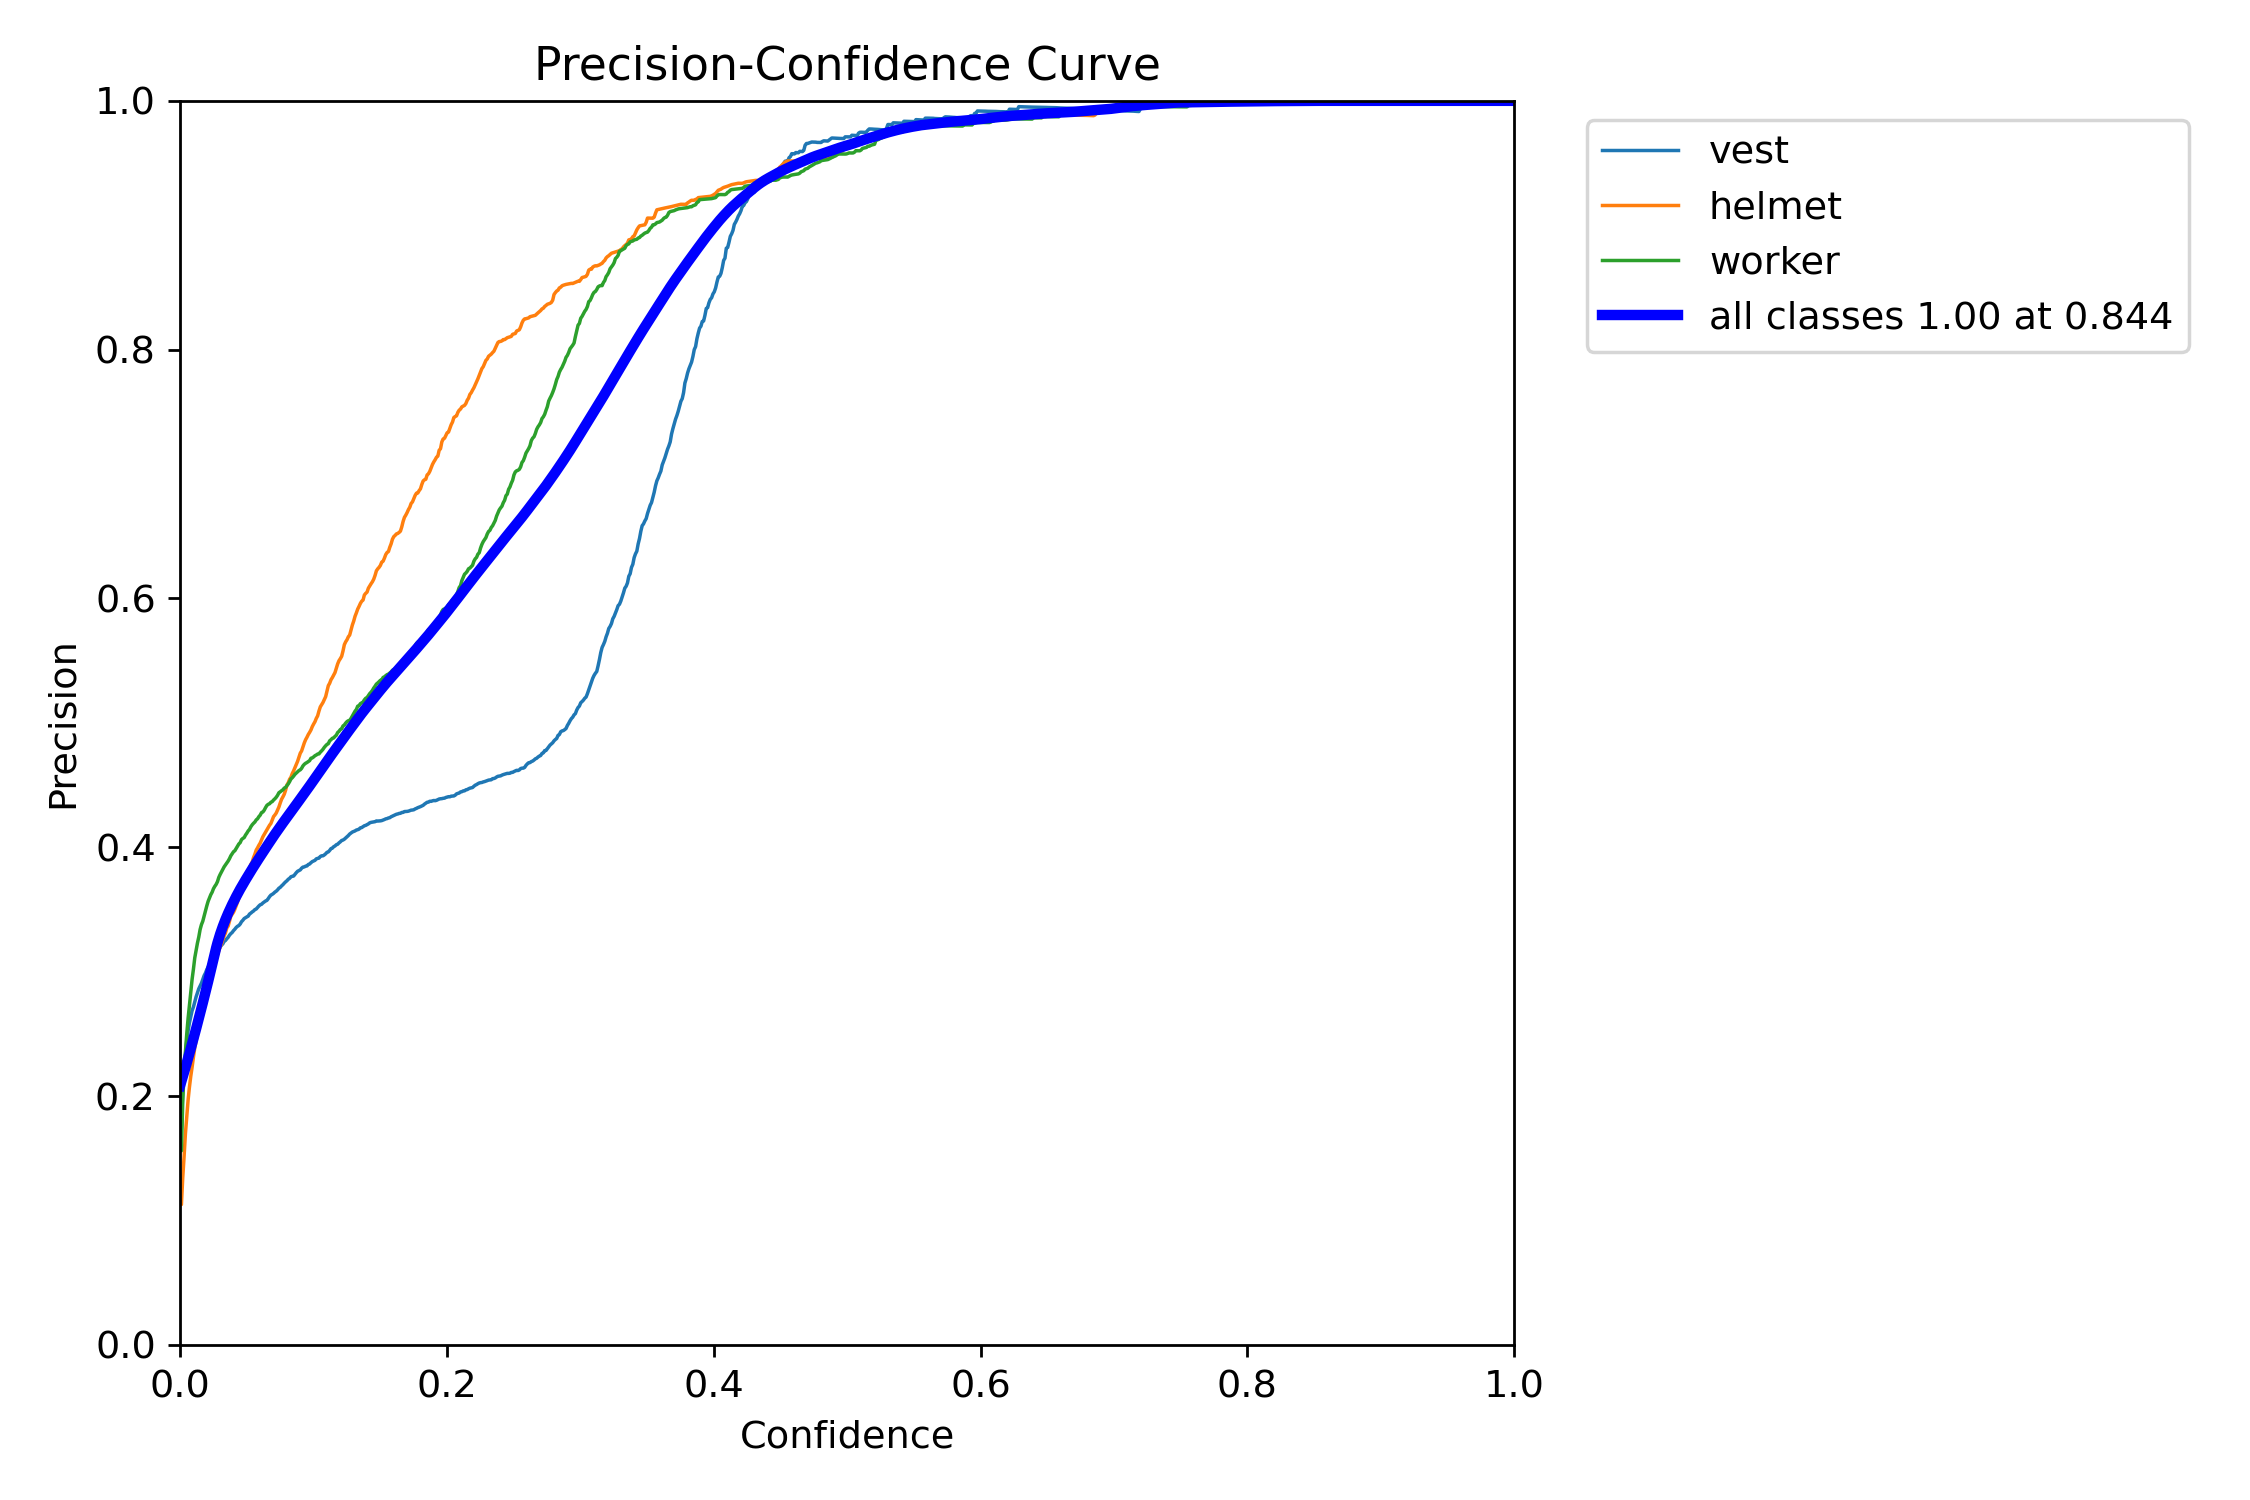 Precision-Confidence Curve
1.0
0.8
0.6
0.4
0.2
0.0
Precision
0.0 0.2 0.4 0.6 0.8 1.0
Confidence
vest
helmet
worker
all classes 1.00 at 0.844